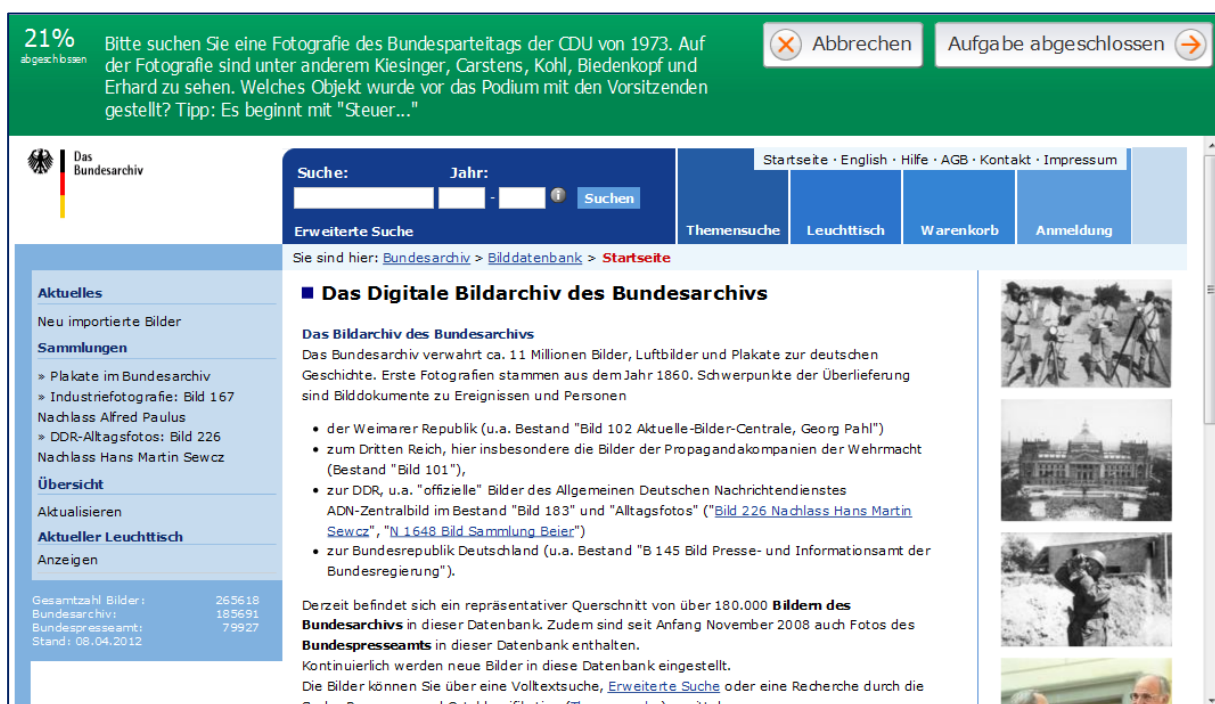 21%
abgeschlossen
Bitte suchen Sie eine Fotografie des Bundesparteitags der CDU von 1973. Auf
der Fotografie sind unter anderem Kiesinger, Carstens, Kohl, Biedenkopf und
Erhard zu sehen. Welches Objekt wurde vor das Podium mit den Vorsitzenden
gestellt? Tipp: Es beginnt mit "Steuer..."
Abbrechen
Aufgabe abgeschlossen
Das
Bundesarchiv
Startseite · English · Hilfe · AGB · Kontakt · Impressum
Suche: Jahr:
- Suchen
Erweiterte Suche
Themensuche Leuchttisch Warenkorb Anmeldung
Sie sind hier: Bundesarchiv > Bilddatenbank > Startseite
Aktuelles
Neu importierte Bilder
Sammlungen
» Plakate im Bundesarchiv
» Industriefotografie: Bild 167
Nachlass Alfred Paulus
» DDR-Alltagsfotos: Bild 226
Nachlass Hans Martin Sewcz
Übersicht
Aktualisieren
Aktueller Leuchttisch
Anzeigen
Gesamtzahl Bilder: 265618
Bundesarchiv: 185691
Bundespresseamt: 79927
Stand: 08.04.2012
Das Digitale Bildarchiv des Bundesarchivs
Das Bildarchiv des Bundesarchivs
Das Bundesarchiv verwahrt ca. 11 Millionen Bilder, Luftbilder und Plakate zur deutschen
Geschichte. Erste Fotografien stammen aus dem Jahr 1860. Schwerpunkte der Überlieferung
sind Bilddokumente zu Ereignissen und Personen
• der Weimarer Republik (u.a. Bestand "Bild 102 Aktuelle-Bilder-Centrale, Georg Pahl")
• zum Dritten Reich, hier insbesondere die Bilder der Propagandakompanien der Wehrmacht
(Bestand "Bild 101"),
• zur DDR, u.a. "offizielle" Bilder des Allgemeinen Deutschen Nachrichtendienstes
ADN-Zentralbild im Bestand "Bild 183" und "Alltagsfotos" ("Bild 226 Nachlass Hans Martin
Sewcz", "N 1648 Bild Sammlung Beier")
• zur Bundesrepublik Deutschland (u.a. Bestand "B 145 Bild Presse- und Informationsamt der
Bundesregierung").
Derzeit befindet sich ein repräsentativer Querschnitt von über 180.000 Bildern des
Bundesarchivs in dieser Datenbank. Zudem sind seit Anfang November 2008 auch Fotos des
Bundespresseamts in dieser Datenbank enthalten.
Kontinuierlich werden neue Bilder in diese Datenbank eingestellt.
Die Bilder können Sie über eine Volltextsuche, Erweiterte Suche oder eine Recherche durch die